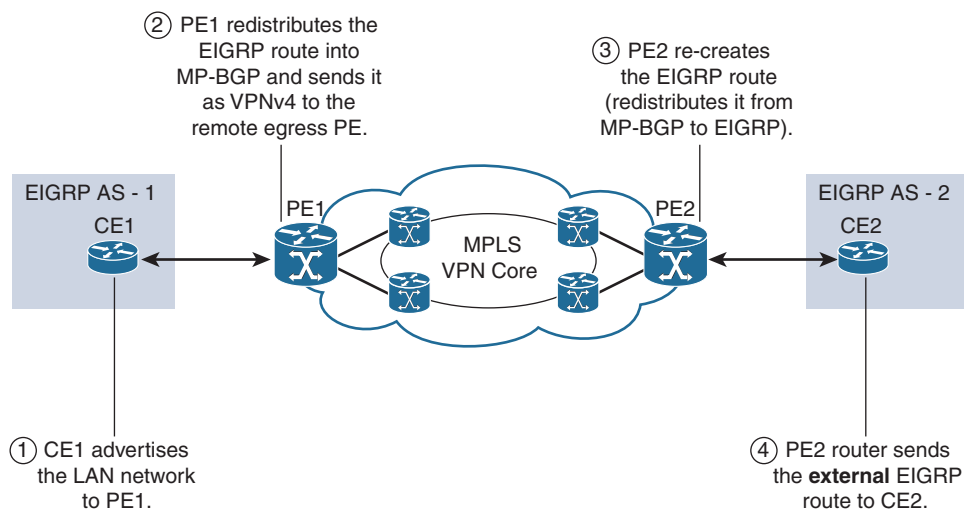 ② PE1 redistributes the
EIGRP route into
MP-BGP and sends it
as VPNv4 to the
remote egress PE.
③ PE2 re-creates
the EIGRP route
(redistributes it from
MP-BGP to EIGRP).
EIGRP AS - 1
CE1
PE1
MPLS
VPN Core
PE2
EIGRP AS - 2
CE2
① CE1 advertises
the LAN network
to PE1.
④ PE2 router sends
the external EIGRP
route to CE2.